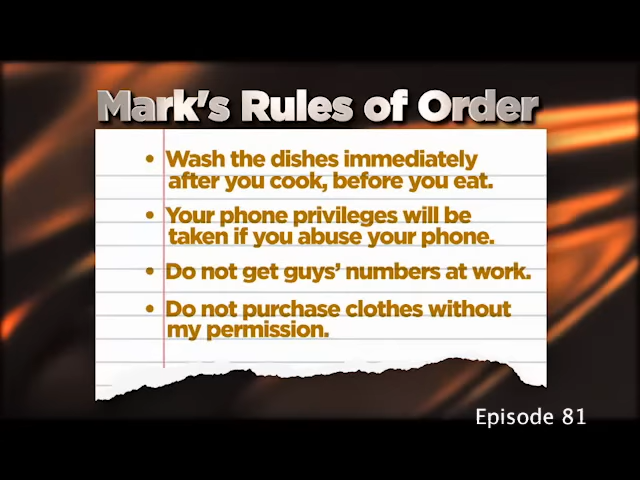 Mark's Rules of Order
• Wash the dishes immediately
after you cook, before you eat.
• Your phone privileges will be
taken if you abuse your phone.
• Do not get guys' numbers at work.
• Do not purchase clothes without
my permission.
Episode 81